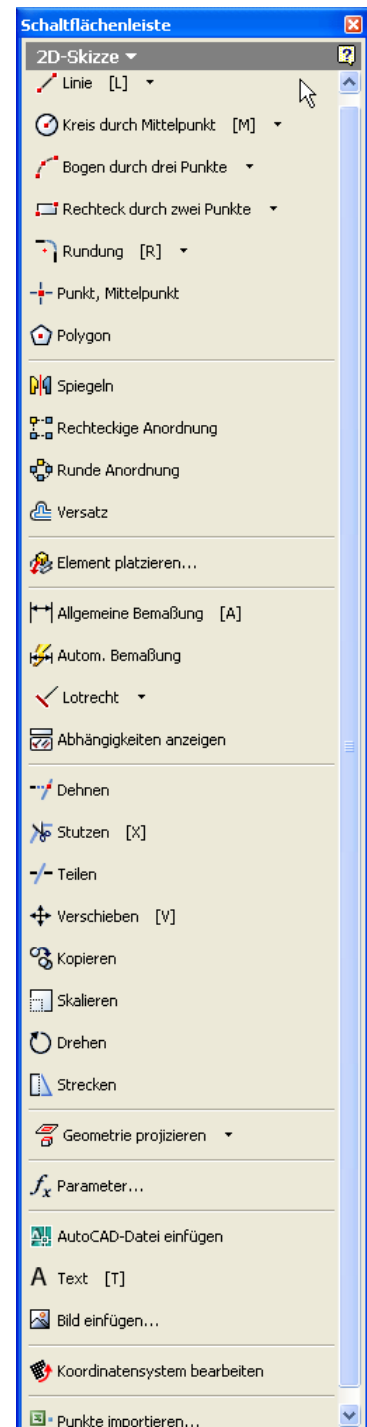 Schaltflächenleiste
2D-Skizze
Linie [L]
Kreis durch Mittelpunkt [M]
Bogen durch drei Punkte
Rechteck durch zwei Punkte
Rundung [R]
Punkt, Mittelpunkt
Polygon
Spiegeln
Rechteckige Anordnung
Runde Anordnung
Versatz
Element platzieren...
Allgemeine Bemaßung [A]
Autom. Bemaßung
Lotrecht
Abhängigkeiten anzeigen
Dehnen
Stutzen [X]
Teilen
Verschieben [V]
Kopieren
Skalieren
Drehen
Strecken
Geometrie projizieren
fx Parameter...
AutoCAD-Datei einfügen
A Text [T]
Bild einfügen...
Koordinatensystem bearbeiten
Punkte importieren...